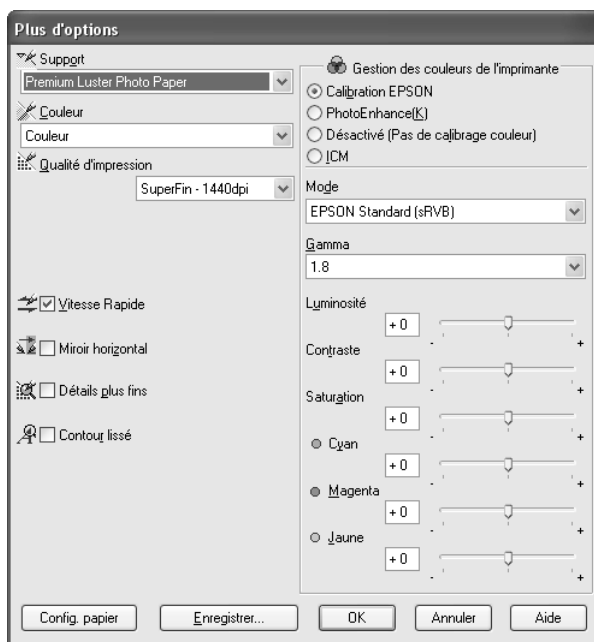 Plus d'options
Support
Premium Luster Photo Paper
Couleur
Couleur
Qualité d'impression
SuperFin - 1440dpi
Vitesse Rapide
Miroir horizontal
Détails plus fins
Contour lissé
Gestion des couleurs de l'imprimante
Calibration EPSON
PhotoEnhance(K)
Désactivé (Pas de calibrage couleur)
ICM
Mode
EPSON Standard (sRVB)
Gamma
1.8
Luminosité
+ 0
- +
Contraste
+ 0
- +
Saturation
+ 0
- +
Cyan
+ 0
- +
Magenta
+ 0
- +
Jaune
+ 0
- +
Config. papier
Enregistrer...
OK
Annuler
Aide